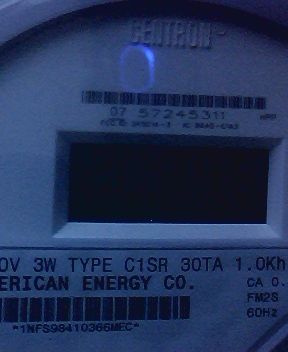 CENTRON
07 57245311
0V 3W TYPE C1SR 30TA 1.0Kh
ERICAN ENERGY CO.
CA 0.
FM2S
60Hz
*1NFS98410366MEC*